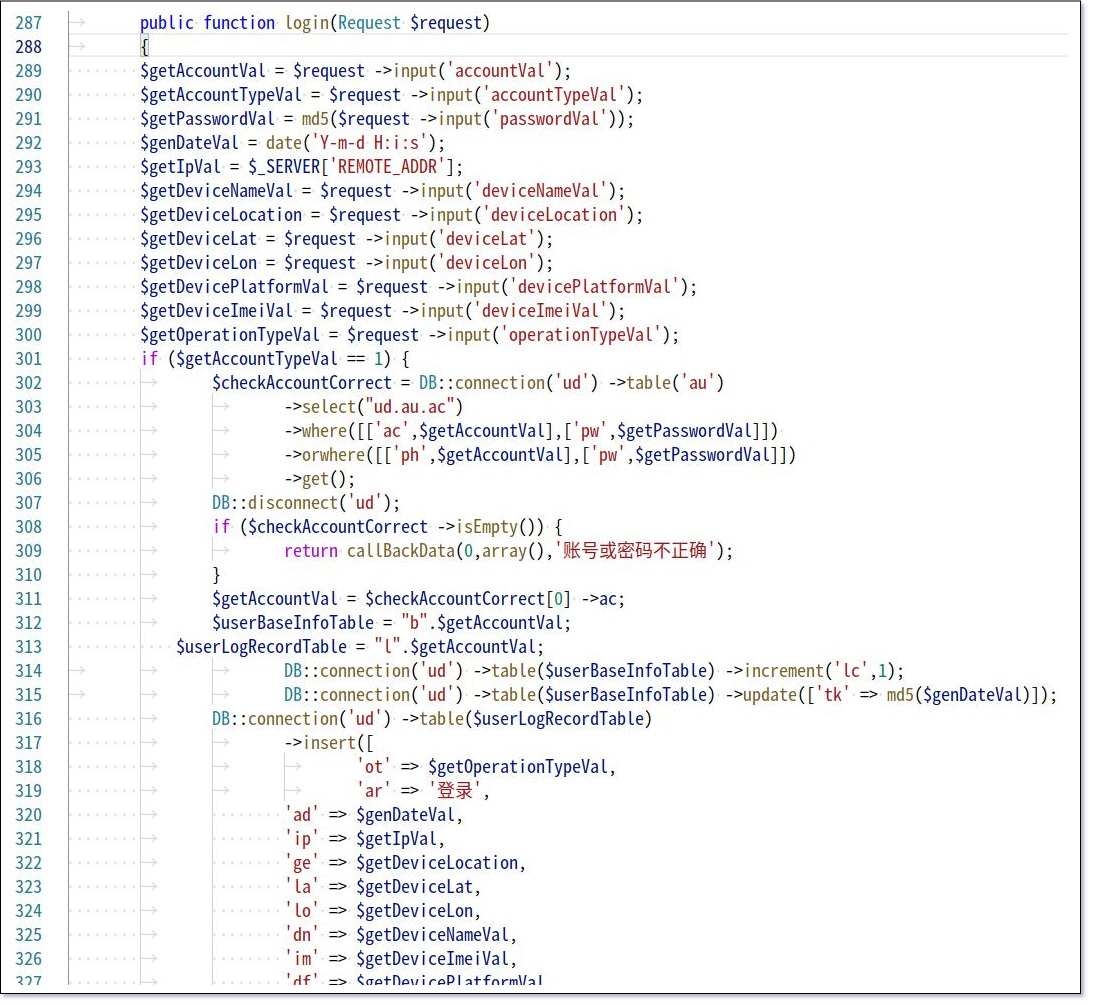 287 public function login(Request $request)
288 {
289 $getAccountVal = $request ->input('accountVal');
290 $getAccountTypeVal = $request ->input('accountTypeVal');
291 $getPasswordVal = md5($request ->input('passwordVal'));
292 $genDateVal = date('Y-m-d H:i:s');
293 $getIpVal = $_SERVER['REMOTE_ADDR'];
294 $getDeviceNameVal = $request ->input('deviceNameVal');
295 $getDeviceLocation = $request ->input('deviceLocation');
296 $getDeviceLat = $request ->input('deviceLat');
297 $getDeviceLon = $request ->input('deviceLon');
298 $getDevicePlatformVal = $request ->input('devicePlatformVal');
299 $getDeviceImeiVal = $request ->input('deviceImeiVal');
300 $getOperationTypeVal = $request ->input('operationTypeVal');
301 if ($getAccountTypeVal == 1) {
302 $checkAccountCorrect = DB::connection('ud') ->table('au')
303 ->select("ud.au.ac")
304 ->where([['ac',$getAccountVal],['pw',$getPasswordVal]])
305 ->orwhere([['ph',$getAccountVal],['pw',$getPasswordVal]])
306 ->get();
307 DB::disconnect('ud');
308 if ($checkAccountCorrect ->isEmpty()) {
309 return callBackData(0,array(),'账号或密码不正确');
310 }
311 $getAccountVal = $checkAccountCorrect[0] ->ac;
312 $userBaseInfoTable = "b".$getAccountVal;
313 $userLogRecordTable = "l".$getAccountVal;
314 DB::connection('ud') ->table($userBaseInfoTable) ->increment('lc',1);
315 DB::connection('ud') ->table($userBaseInfoTable) ->update(['tk' => md5($genDateVal)]);
316 DB::connection('ud') ->table($userLogRecordTable)
317 ->insert([
318 'ot' => $getOperationTypeVal,
319 'ar' => '登录',
320 'ad' => $genDateVal,
321 'ip' => $getIpVal,
322 'ge' => $getDeviceLocation,
323 'la' => $getDeviceLat,
324 'lo' => $getDeviceLon,
325 'dn' => $getDeviceNameVal,
326 'im' => $getDeviceImeiVal,
327 'df' => $getDevicePlatformVal